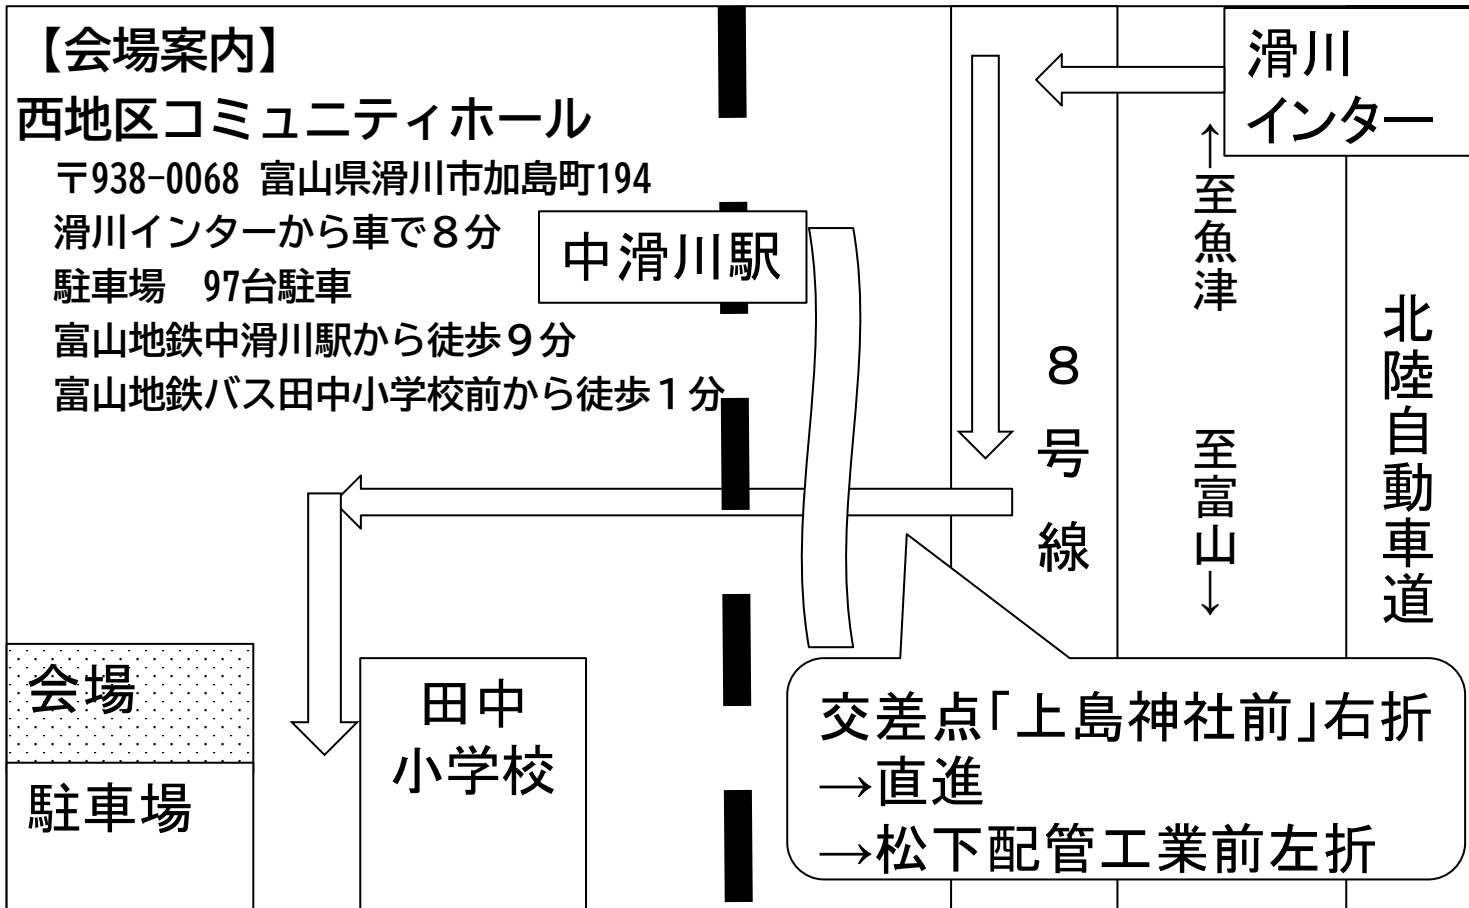 【会場案内】
西地区コミュニティホール
〒938-0068 富山県滑川市加島町194
滑川インターから車で８分
駐車場　97台駐車
富山地鉄中滑川駅から徒歩９分
富山地鉄バス田中小学校前から徒歩１分
中滑川駅
滑川
インター
←至魚津
至富山→
８号線
北陸自動車道
会場
駐車場
田中
小学校
交差点「上島神社前」右折
→直進
→松下配管工業前左折